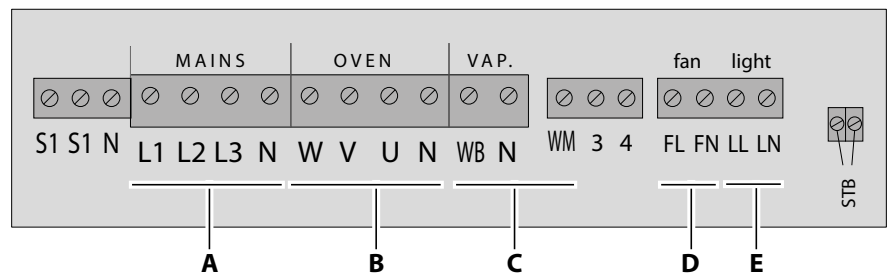 MAINS OVEN VAP. fan light
S1 S1 N L1 L2 L3 N W V U N WB N WM 3 4 FL FN LL LN
STB
A B C D E